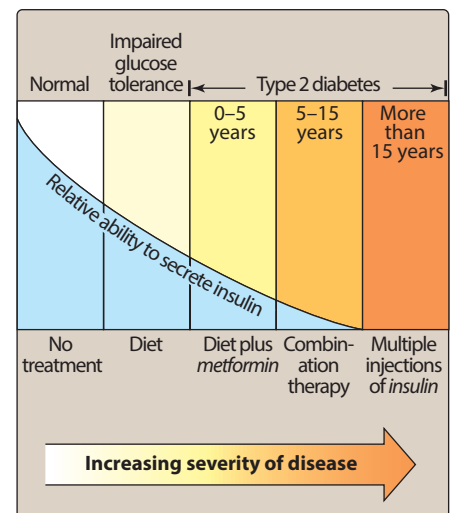 Normal
Impaired
glucose
tolerance
Type 2 diabetes
0–5
years
5–15
years
More
than
15 years
Relative ability to secrete insulin
No
treatment
Diet
Diet plus
metformin
Combin-
ation
therapy
Multiple
injections
of insulin
Increasing severity of disease